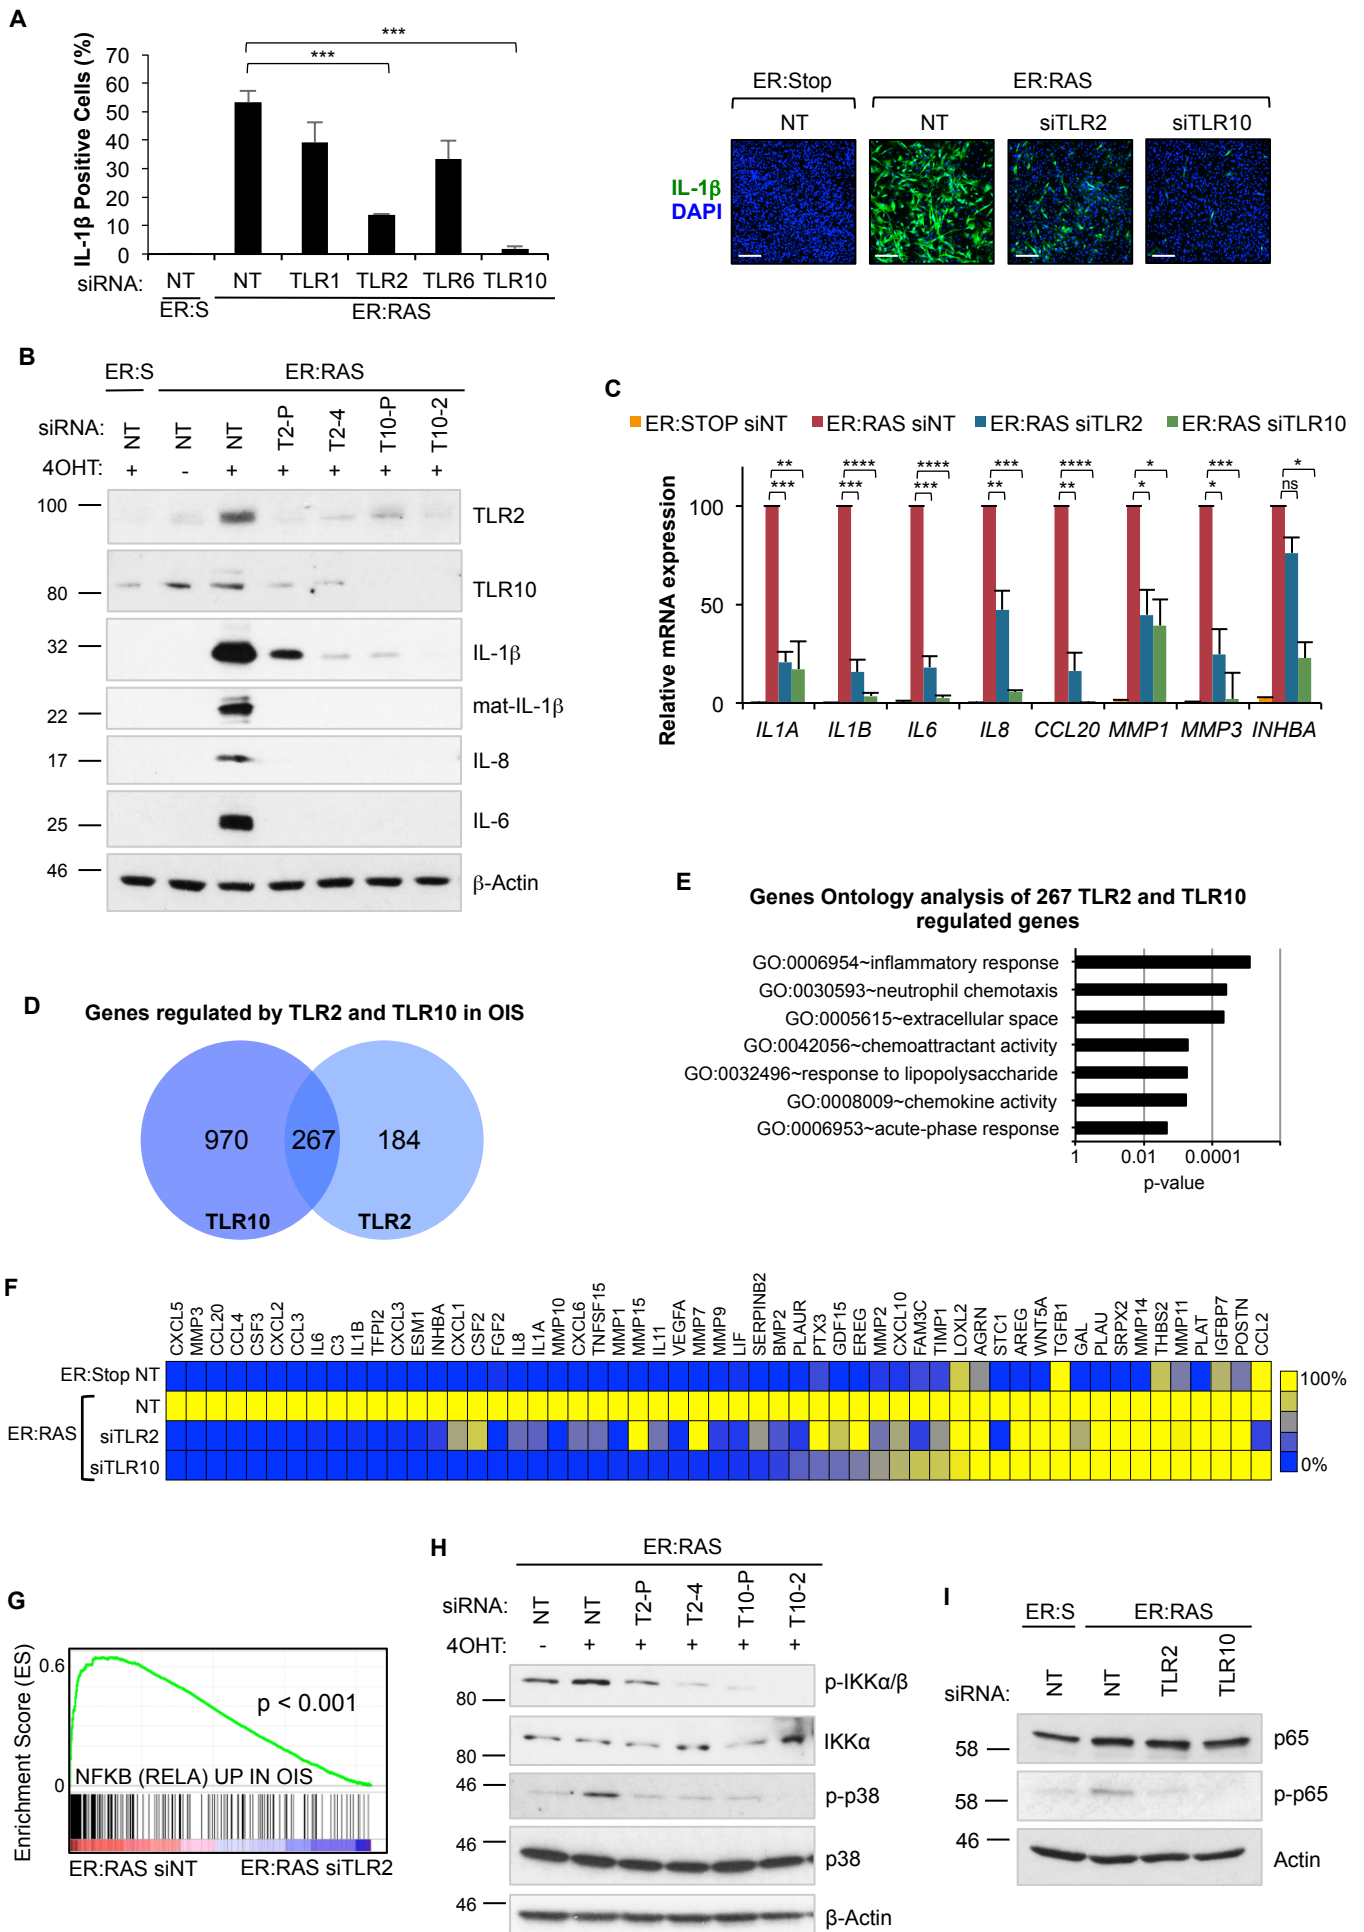 A
IL-1β Positive Cells (%)
70
60
50
40
30
20
10
0
siRNA: NT NT TLR1 TLR2 TLR6 TLR10
ER:S ER:RAS
*** ***
ER:Stop ER:RAS
NT NT siTLR2 siTLR10
IL-1β
DAPI
B
ER:S ER:RAS
siRNA: NT NT NT T2-P T2-4 T10-P T10-2
4OHT: + - + + + + +
100 TLR2
80 TLR10
32 IL-1β
22 mat-IL-1β
17 IL-8
25 IL-6
46 β-Actin
C
ER:STOP siNT ER:RAS siNT ER:RAS siTLR2 ER:RAS siTLR10
Relative mRNA expression
100
50
0
** **** **** *** **** * *** *
*** *** *** ** ** * * ns
IL1A IL1B IL6 IL8 CCL20 MMP1 MMP3 INHBA
D
Genes regulated by TLR2 and TLR10 in OIS
970 267 184
TLR10 TLR2
E
Genes Ontology analysis of 267 TLR2 and TLR10
regulated genes
GO:0006954~inflammatory response
GO:0030593~neutrophil chemotaxis
GO:0005615~extracellular space
GO:0042056~chemoattractant activity
GO:0032496~response to lipopolysaccharide
GO:0008009~chemokine activity
GO:0006953~acute-phase response
1 0.01 0.0001
p-value
F
CXCL5 MMP3 CCL20 CCL4 CSF3 CXCL2 CCL3 IL6 C3 IL1B TFPI2 CXCL3 ESM1 INHBA CXCL1 CSF2 FGF2 IL8 IL1A MMP10 CXCL6 TNFSF15 MMP1 MMP15 IL11 VEGFA MMP7 MMP9 LIF SERPINB2 BMP2 PLAUR PTX3 GDF15 EREG MMP2 CXCL10 FAM3C TIMP1 LOXL2 AGRN STC1 AREG WNT5A TGFB1 GAL PLAU SRPX2 MMP14 THBS2 MMP11 PLAT IGFBP7 POSTN CCL2
ER:Stop NT
NT
ER:RAS siTLR2
siTLR10
100%
0%
G
Enrichment Score (ES)
0.6
0
p < 0.001
NFKB (RELA) UP IN OIS
ER:RAS siNT ER:RAS siTLR2
H
ER:RAS
siRNA: NT NT T2-P T2-4 T10-P T10-2
4OHT: - + + + + +
80 p-IKKα/β
80 IKKα
46 p-p38
46 p38
46 β-Actin
I
ER:S ER:RAS
siRNA: NT NT TLR2 TLR10
58 p65
58 p-p65
46 Actin